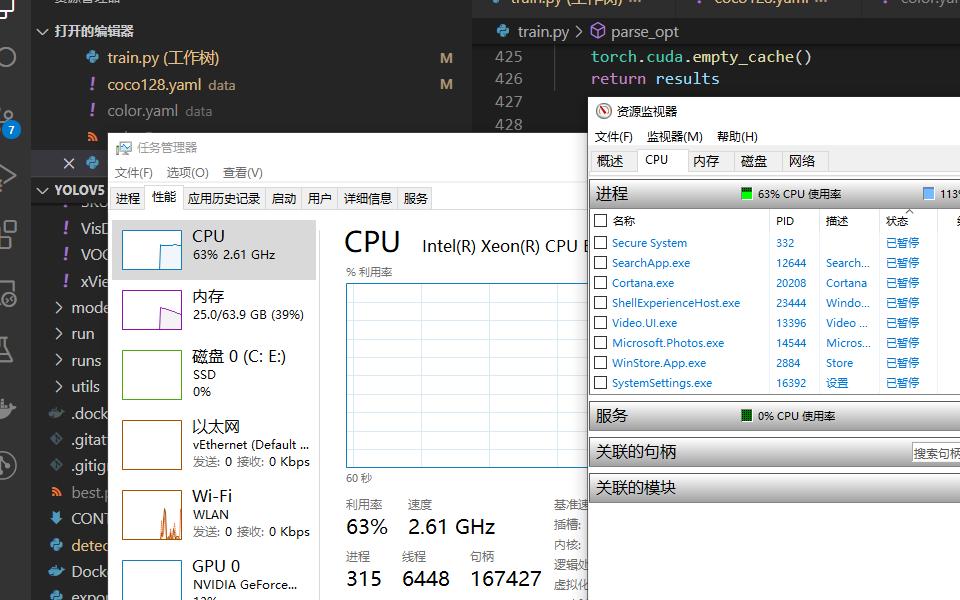 打开的编辑器
train.py (工作树) M
coco128.yaml data M
color.yaml data
7
YOLOV5
VOC
run
runs
utils
CONT
detec
Docke
train.py > parse_opt
425 torch.cuda.empty_cache()
426 return results
427
428
任务管理器
文件(F) 选项(O) 查看(V)
进程 性能 应用历史记录 启动 用户 详细信息 服务
CPU
63% 2.61 GHz
内存
25.0/63.9 GB (39%)
磁盘 0 (C: E:)
SSD
0%
以太网
vEthernet (Default ...
发送: 0 接收: 0 Kbps
Wi-Fi
WLAN
发送: 0 接收: 0 Kbps
GPU 0
NVIDIA GeForce...
CPU Intel(R) Xeon(R) CPU
% 利用率
60 秒
利用率 速度 基准速
63% 2.61 GHz 插槽:
内核:
进程 线程 句柄 逻辑处
315 6448 167427 虚拟化
资源监视器
文件(F) 监视器(M) 帮助(H)
概述 CPU 内存 磁盘 网络
进程 63% CPU 使用率 113%
名称 PID 描述 状态
Secure System 332 已暂停
SearchApp.exe 12644 Search... 已暂停
Cortana.exe 20208 Cortana 已暂停
ShellExperienceHost.exe 23444 Windo... 已暂停
Video.UI.exe 13396 Video ... 已暂停
Microsoft.Photos.exe 14544 Micros... 已暂停
WinStore.App.exe 2884 Store 已暂停
SystemSettings.exe 16392 设置 已暂停
服务 0% CPU 使用率
关联的句柄 搜索句柄
关联的模块